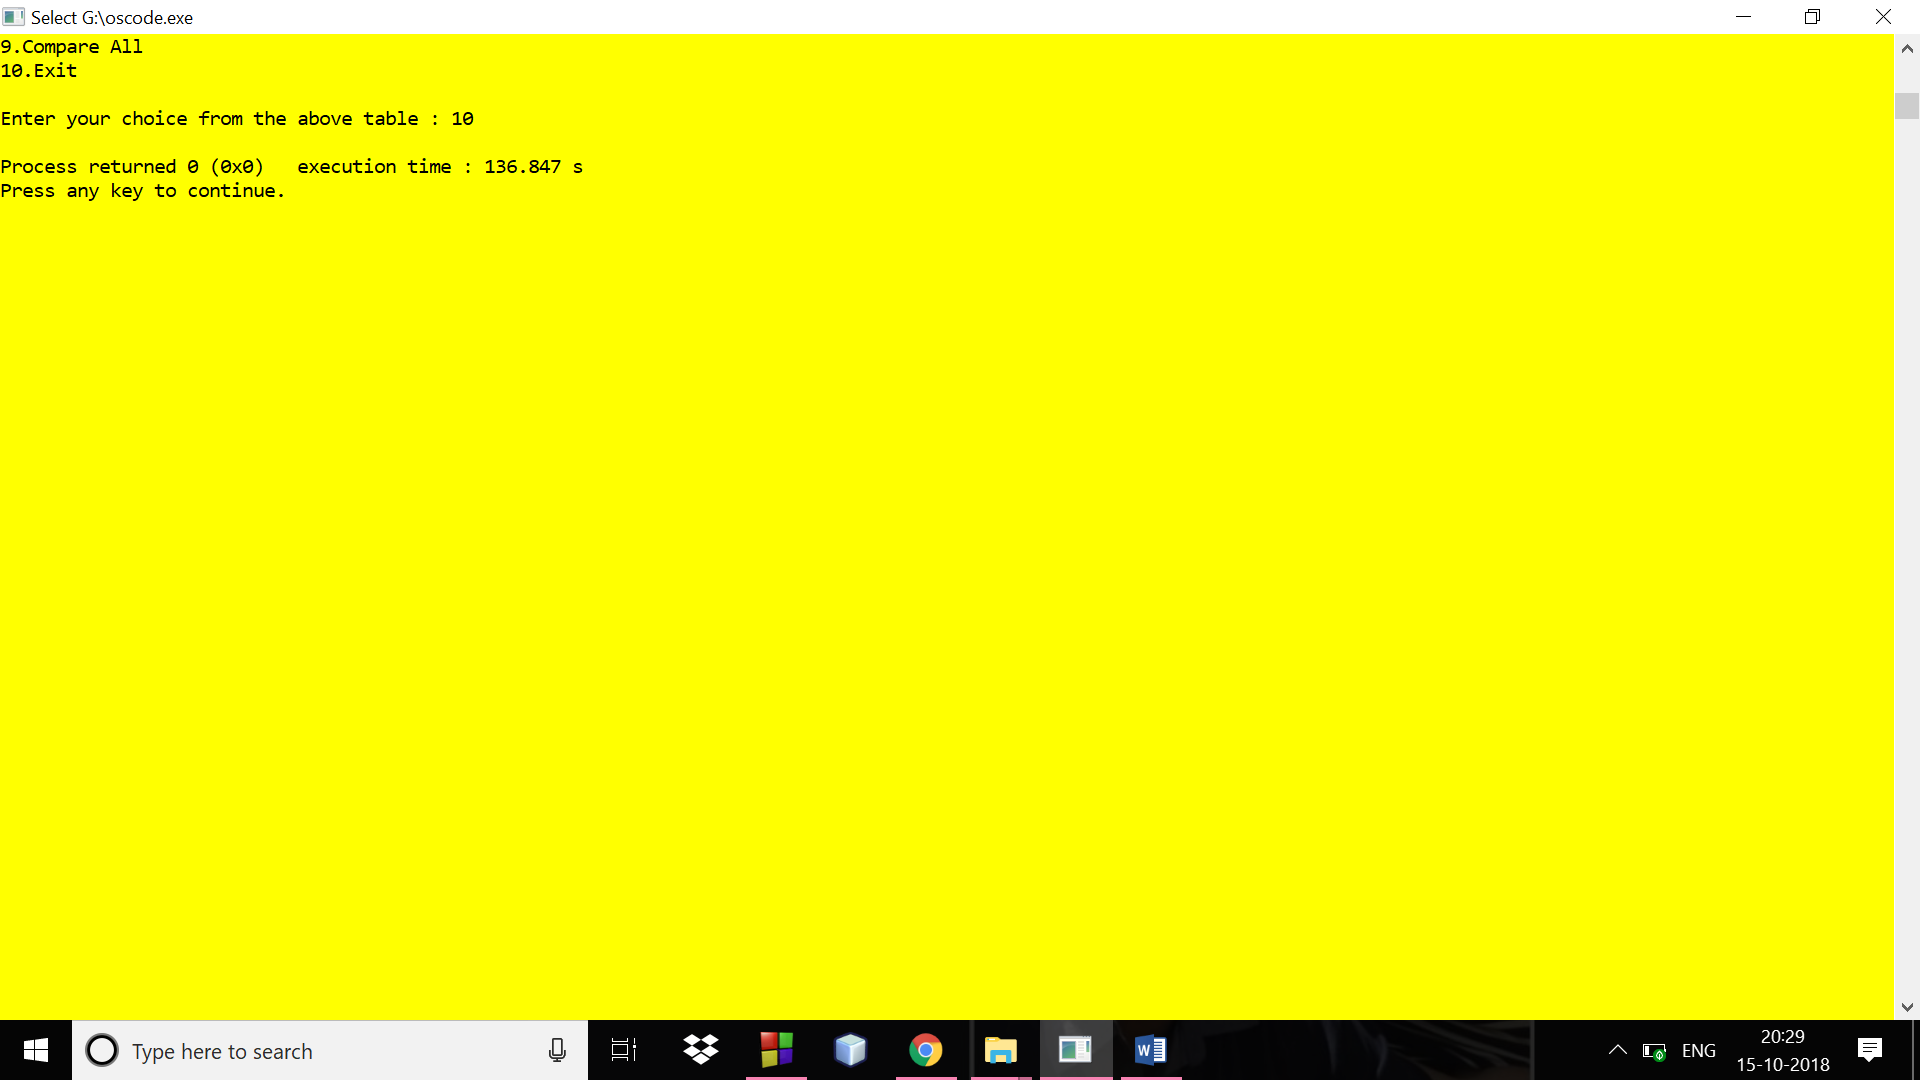 Select G:\oscode.exe
9.Compare All
10.Exit
Enter your choice from the above table : 10
Process returned 0 (0x0)   execution time : 136.847 s
Press any key to continue.
Type here to search
W
ENG
20:29
15-10-2018